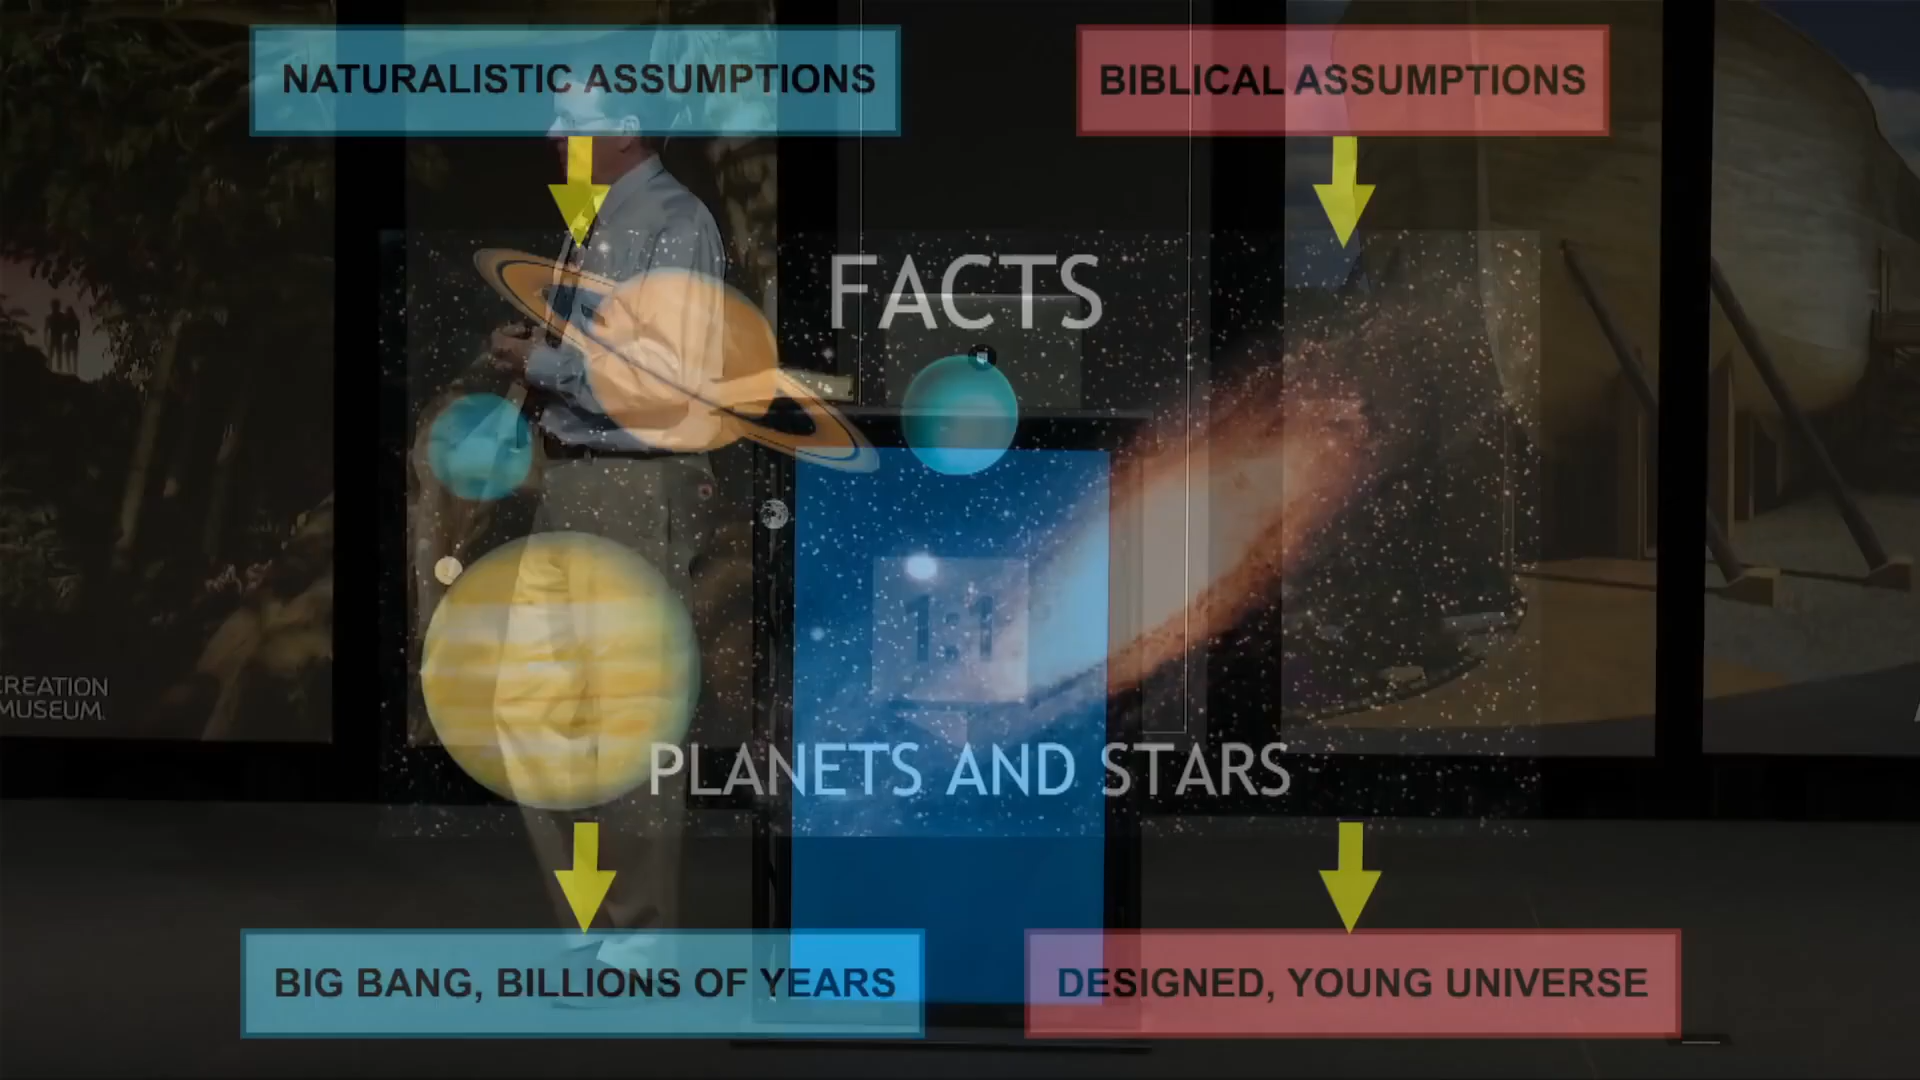 NATURALISTIC ASSUMPTIONS
BIBLICAL ASSUMPTIONS
FACTS
1:1
CREATION
MUSEUM
PLANETS AND STARS
BIG BANG, BILLIONS OF YEARS
DESIGNED, YOUNG UNIVERSE